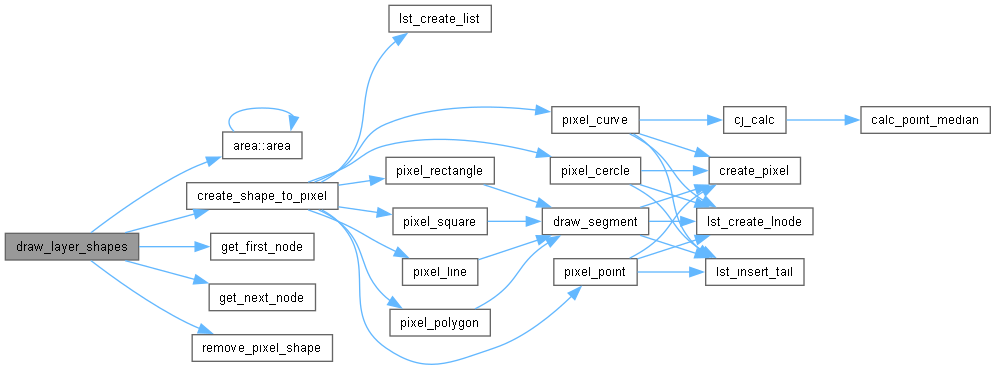 draw_layer_shapes
area::area
create_shape_to_pixel
get_first_node
get_next_node
remove_pixel_shape
lst_create_list
pixel_rectangle
pixel_square
pixel_line
pixel_polygon
pixel_curve
pixel_cercle
draw_segment
pixel_point
cj_calc
create_pixel
lst_create_lnode
lst_insert_tail
calc_point_median